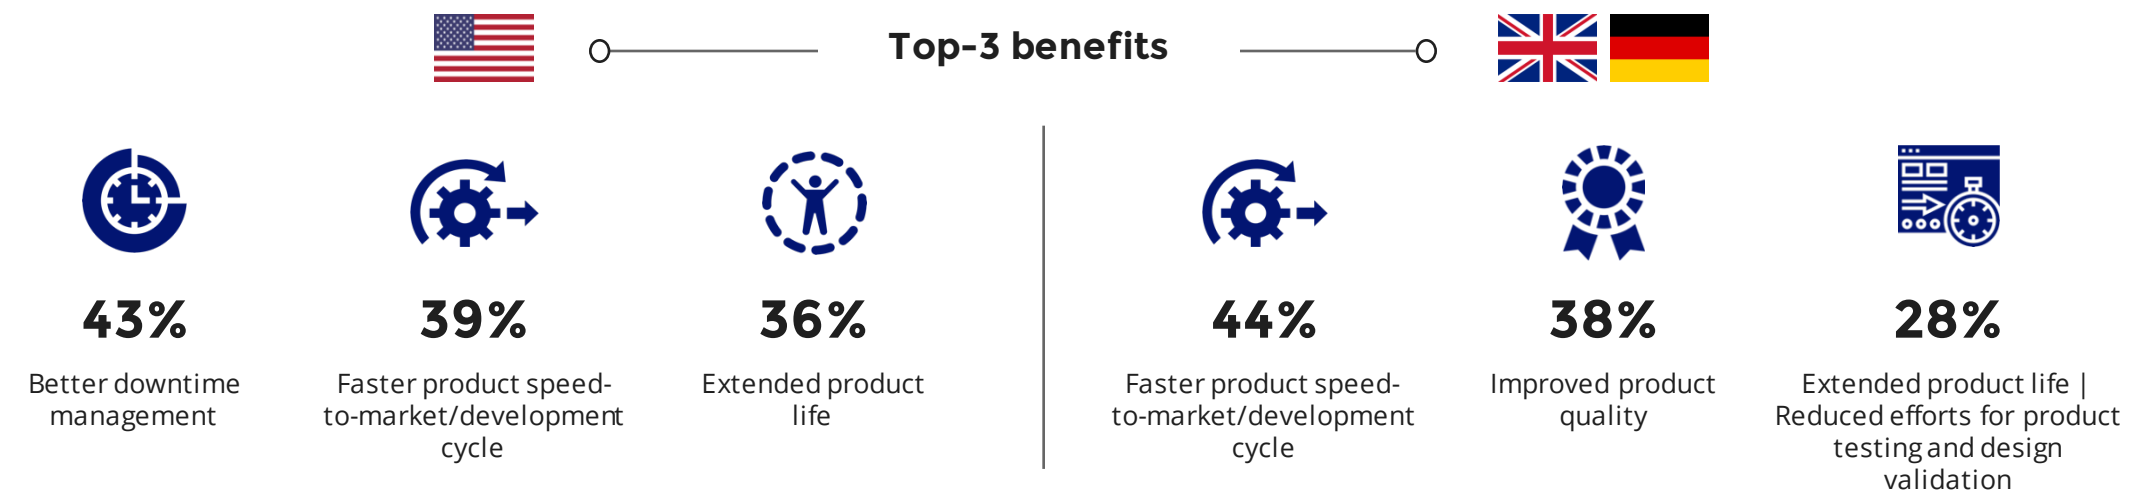 Top-3 benefits
43%
Better downtime
management
39%
Faster product speed-
to-market/development
cycle
36%
Extended product
life
44%
Faster product speed-
to-market/development
cycle
38%
Improved product
quality
28%
Extended product life |
Reduced efforts for product
testing and design
validation